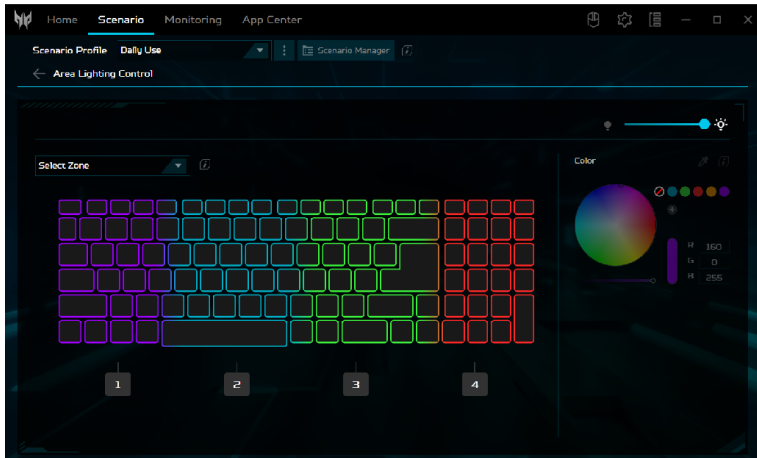 Home Scenario Monitoring App Center
Scenario Profile Daily Use Scenario Manager
Area Lighting Control
Select Zone
Color
R 160
G 0
H 255
1 2 3 4